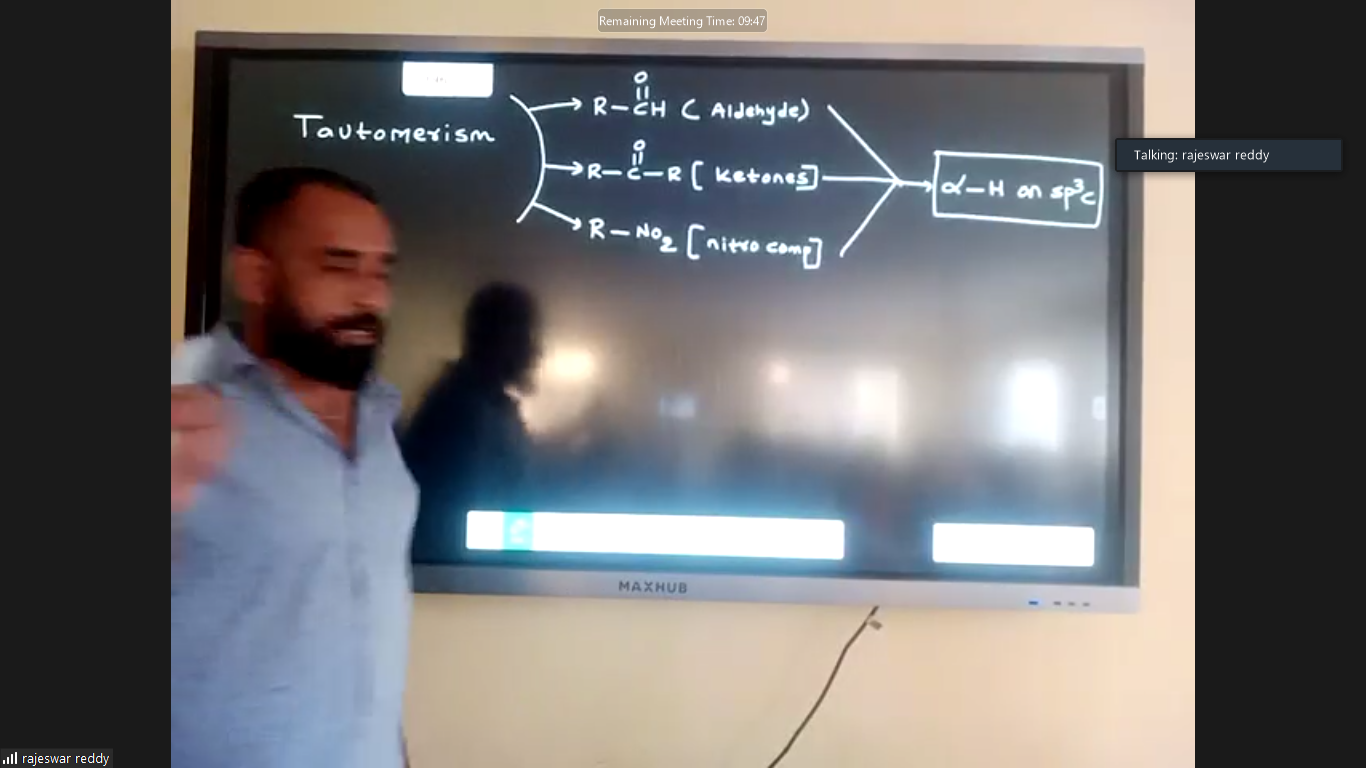 Remaining Meeting Time: 09:47
Tautomerism
O
R-CH (Aldehyde)
O
R-C-R [ketones]
R-NO2 [nitro comp]
α-H on sp3c
Talking: rajeswar reddy
MAXHUB
rajeswar reddy